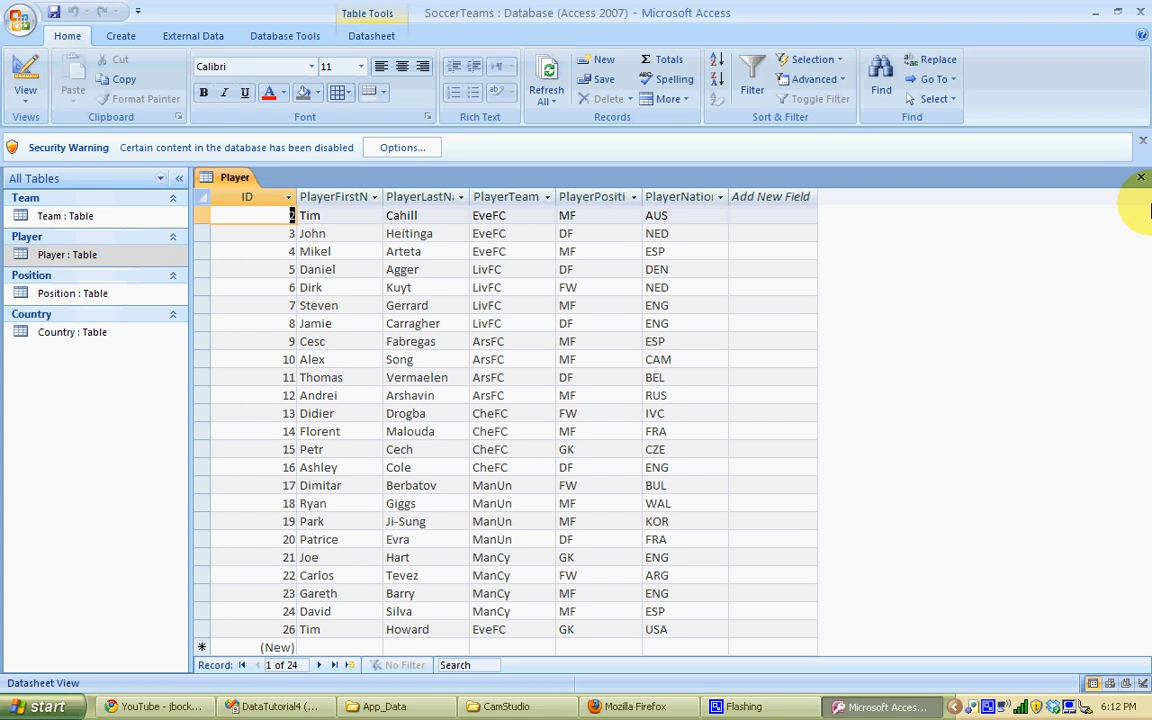 Table Tools SoccerTeams : Database (Access 2007) - Microsoft Access
Home Create External Data Database Tools Datasheet
View
Views
Paste
Cut
Copy
Format Painter
Clipboard
Calibri 11
B I U A
Font
Rich Text
Refresh
All
New
Save
Delete
Totals
Spelling
More
Records
Filter
Selection
Advanced
Toggle Filter
Sort & Filter
Find
Replace
Go To
Select
Find
Security Warning Certain content in the database has been disabled Options...
All Tables
Team
Team : Table
Player
Player : Table
Position
Position : Table
Country
Country : Table
Player
ID PlayerFirstN PlayerLastNa PlayerTeam PlayerPositi PlayerNatio Add New Field
2 Tim Cahill EveFC MF AUS
3 John Heitinga EveFC DF NED
4 Mikel Arteta EveFC MF ESP
5 Daniel Agger LivFC DF DEN
6 Dirk Kuyt LivFC FW NED
7 Steven Gerrard LivFC MF ENG
8 Jamie Carragher LivFC DF ENG
9 Cesc Fabregas ArsFC MF ESP
10 Alex Song ArsFC MF CAM
11 Thomas Vermaelen ArsFC DF BEL
12 Andrei Arshavin ArsFC MF RUS
13 Didier Drogba CheFC FW IVC
14 Florent Malouda CheFC MF FRA
15 Petr Cech CheFC GK CZE
16 Ashley Cole CheFC DF ENG
17 Dimitar Berbatov ManUn FW BUL
18 Ryan Giggs ManUn MF WAL
19 Park Ji-Sung ManUn MF KOR
20 Patrice Evra ManUn DF FRA
21 Joe Hart ManCy GK ENG
22 Carlos Tevez ManCy FW ARG
23 Gareth Barry ManCy MF ENG
24 David Silva ManCy MF ESP
26 Tim Howard EveFC GK USA
(New)
Record: 1 of 24 No Filter Search
Datasheet View
start YouTube - jbock... DataTutorial4 (... App_Data CamStudio Mozilla Firefox Flashing Microsoft Acces... 6:12 PM